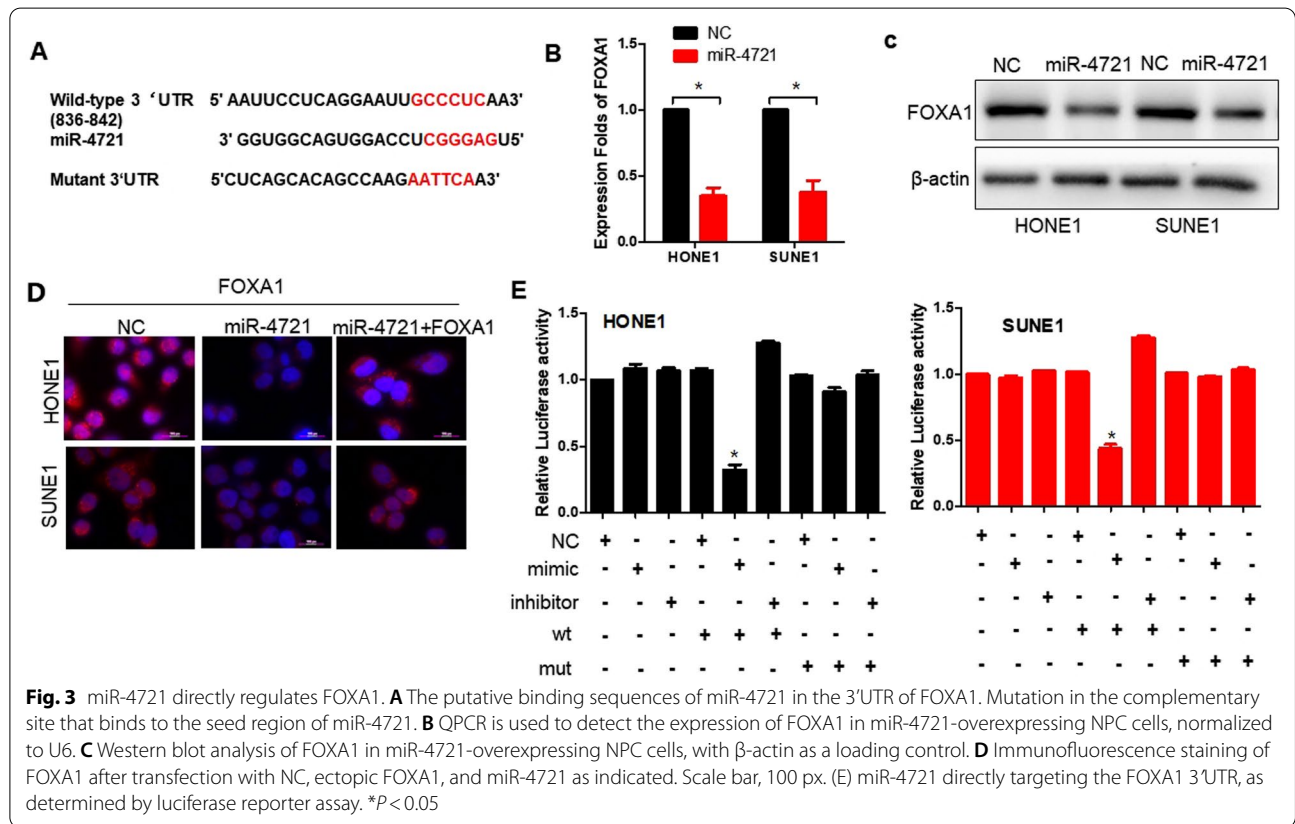 A
Wild-type 3 ‘UTR 5' AAUUCCUCAGGAAUUGCCCUCAA3'
(836-842)
miR-4721 3' GGUGGCAGUGGACCUCGGGAGU5'
Mutant 3‘UTR 5'CUCAGCACAGCCAAGAATTCAA3'
B
NC
miR-4721
Expression Folds of FOXA1
1.5
1.0
0.5
0.0
* *
HONE1 SUNE1
c
NC miR-4721 NC miR-4721
FOXA1
β-actin
HONE1 SUNE1
D
FOXA1
NC miR-4721 miR-4721+FOXA1
HONE1
SUNE1
E
HONE1
Relative Luciferase activity
1.5
1.0
0.5
0.0
*
NC + - - + - - + - -
mimic - + - - + - - + -
inhibitor - - + - - + - - +
wt - - - + + + - - -
mut - - - - - - + + +
SUNE1
Relative Luciferase activity
1.5
1.0
0.5
0.0
*
+ - - + - - + - -
- + - - + - - + -
- - + - - + - - +
- - - + + + - - -
- - - - - - + + +
Fig. 3 miR-4721 directly regulates FOXA1. A The putative binding sequences of miR-4721 in the 3′UTR of FOXA1. Mutation in the complementary
site that binds to the seed region of miR-4721. B QPCR is used to detect the expression of FOXA1 in miR-4721-overexpressing NPC cells, normalized
to U6. C Western blot analysis of FOXA1 in miR-4721-overexpressing NPC cells, with β-actin as a loading control. D Immunofluorescence staining of
FOXA1 after transfection with NC, ectopic FOXA1, and miR-4721 as indicated. Scale bar, 100 px. (E) miR-4721 directly targeting the FOXA1 3′UTR, as
determined by luciferase reporter assay. *P < 0.05